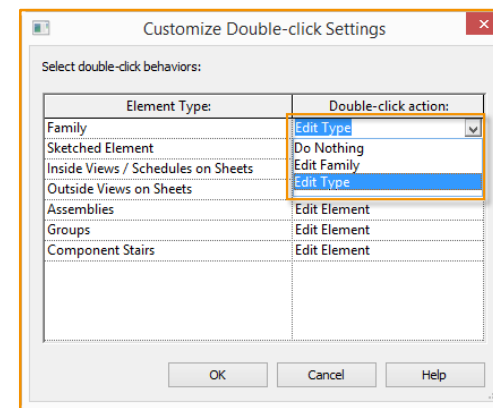 Customize Double-click Settings
Select double-click behaviors:
Element Type: Double-click action:
Family Edit Type
Sketched Element Do Nothing
Inside Views / Schedules on Sheets Edit Family
Outside Views on Sheets Edit Type
Assemblies Edit Element
Groups Edit Element
Component Stairs Edit Element
OK Cancel Help